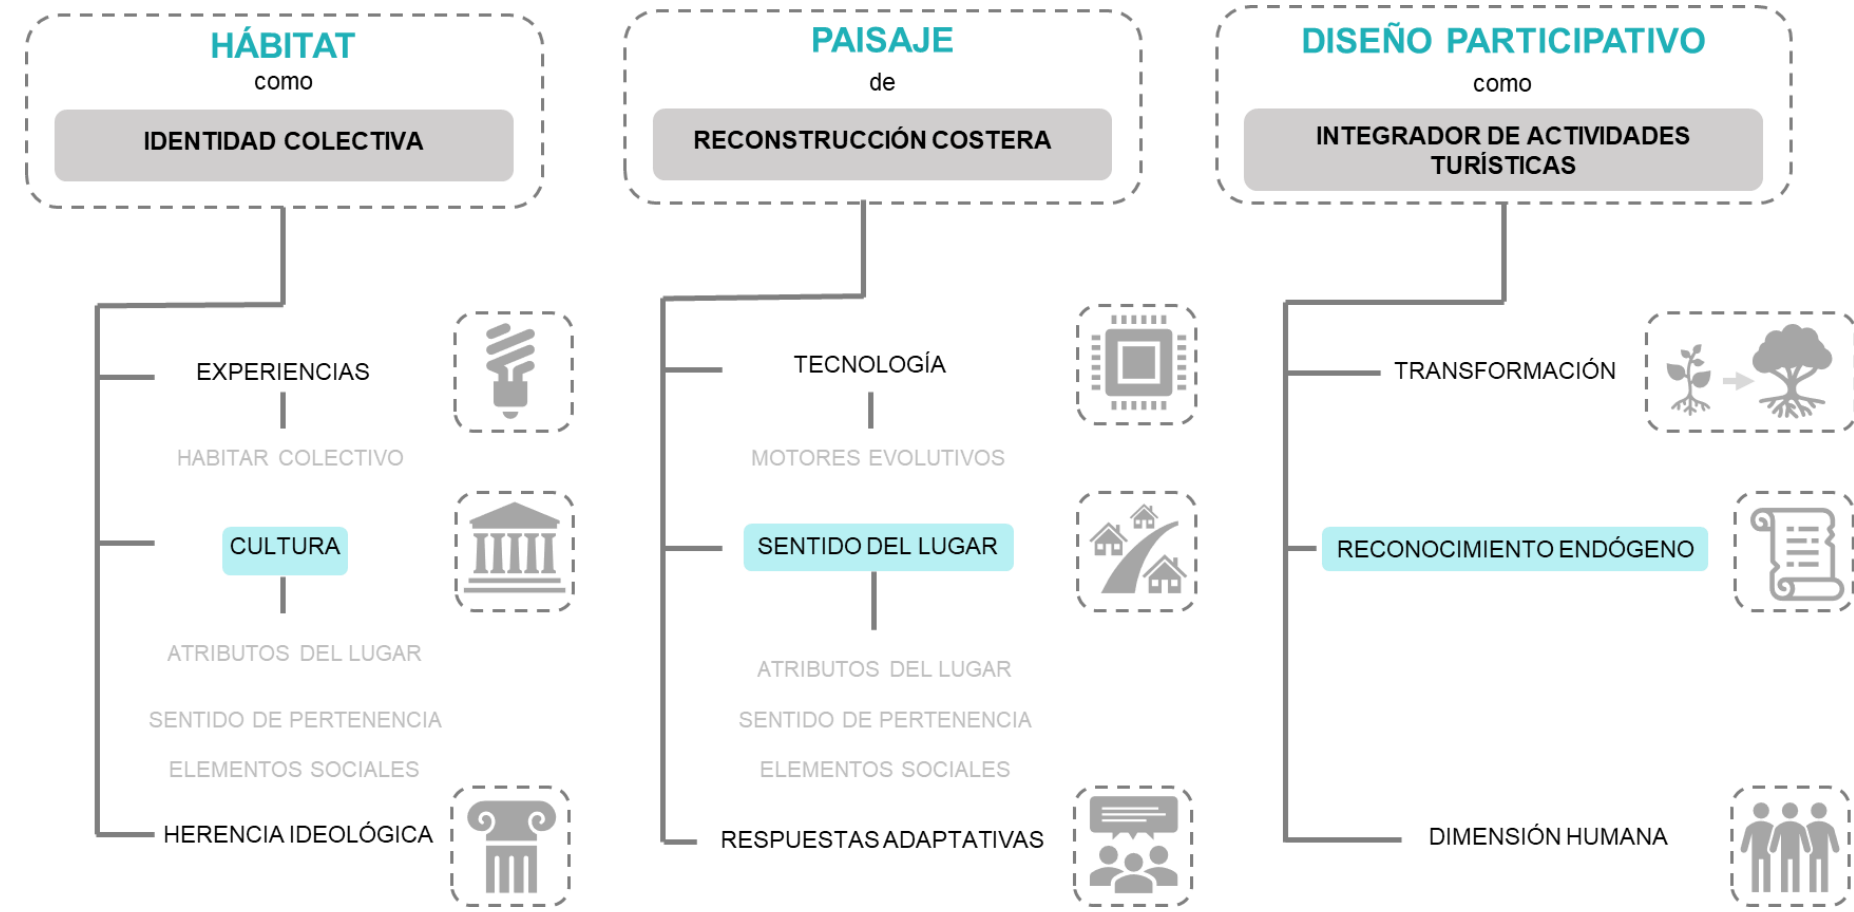 HÁBITAT
como
IDENTIDAD COLECTIVA
EXPERIENCIAS
HABITAR COLECTIVO
CULTURA
ATRIBUTOS DEL LUGAR
SENTIDO DE PERTENENCIA
ELEMENTOS SOCIALES
HERENCIA IDEOLÓGICA
PAISAJE
de
RECONSTRUCCIÓN COSTERA
TECNOLOGÍA
MOTORES EVOLUTIVOS
SENTIDO DEL LUGAR
ATRIBUTOS DEL LUGAR
SENTIDO DE PERTENENCIA
ELEMENTOS SOCIALES
RESPUESTAS ADAPTATIVAS
DISEÑO PARTICIPATIVO
como
INTEGRADOR DE ACTIVIDADES
TURÍSTICAS
TRANSFORMACIÓN
RECONOCIMIENTO ENDÓGENO
DIMENSIÓN HUMANA